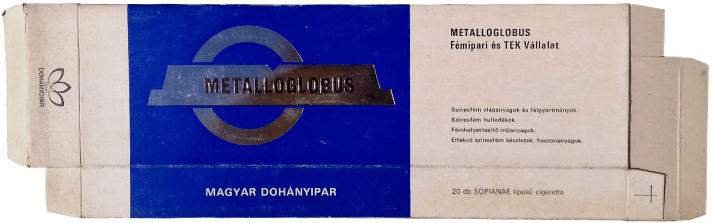 DOHÁNYIPAR
METALLOGLOBUS
MAGYAR DOHÁNYIPAR
METALLOGLOBUS
Fémipari és TEK Vállalat
Színesfém alapanyagok és félgyártmányok.
Színesfém hulladékok.
Fémhelyettesítő műanyagok.
Elfekvő színesfém készletek, haszonanyagok.
20 db SOPIANAE típusú cigaretta